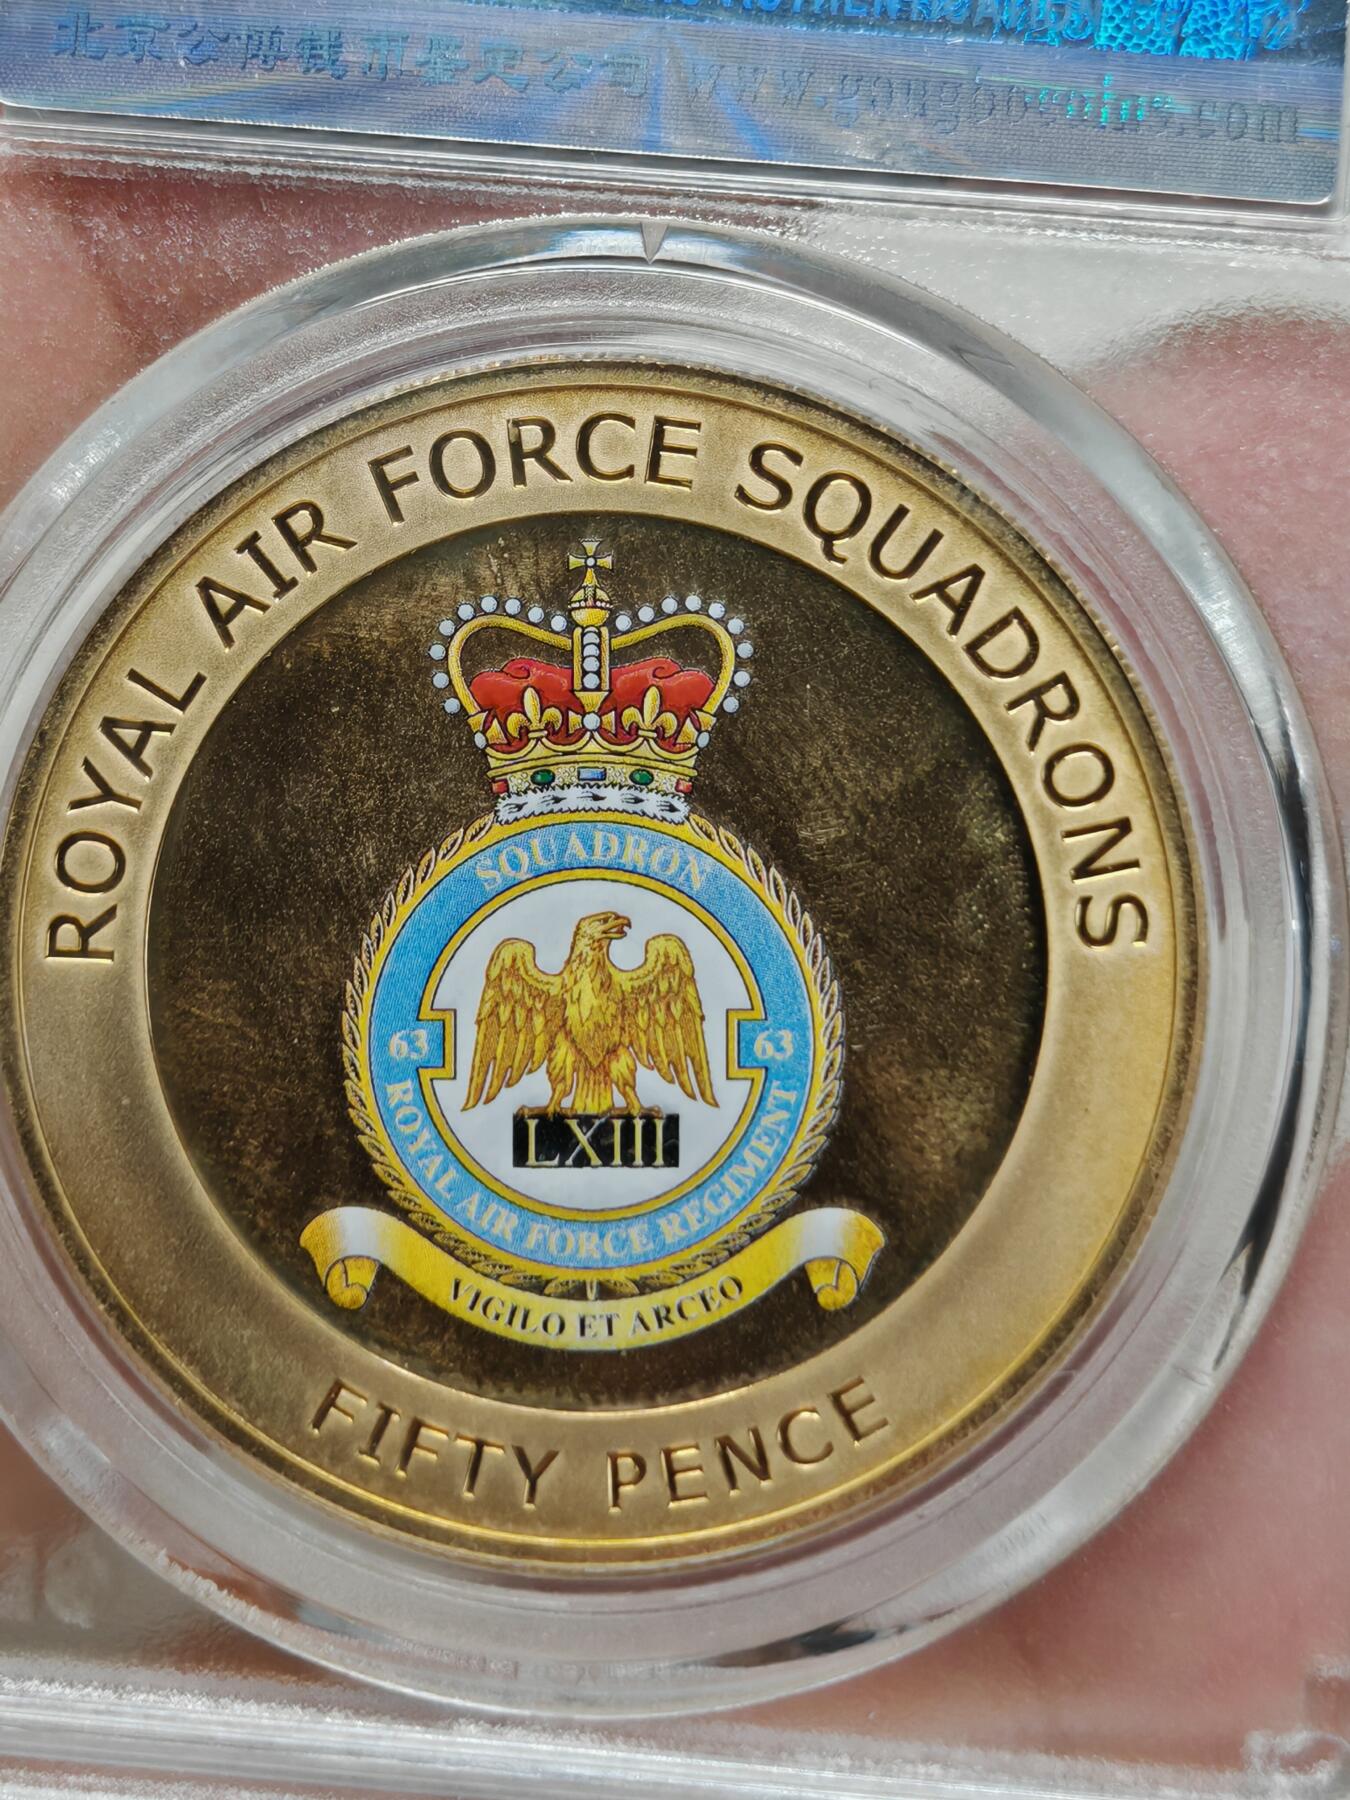 AUTHENTICATION
北京公博钱币鉴定公司 www.gongbocoins.com
ROYAL AIR FORCE SQUADRONS
SQUADRON
63 63
LXIII
ROYAL AIR FORCE REGIMENT
VIGILO ET ARCEO
FIFTY PENCE